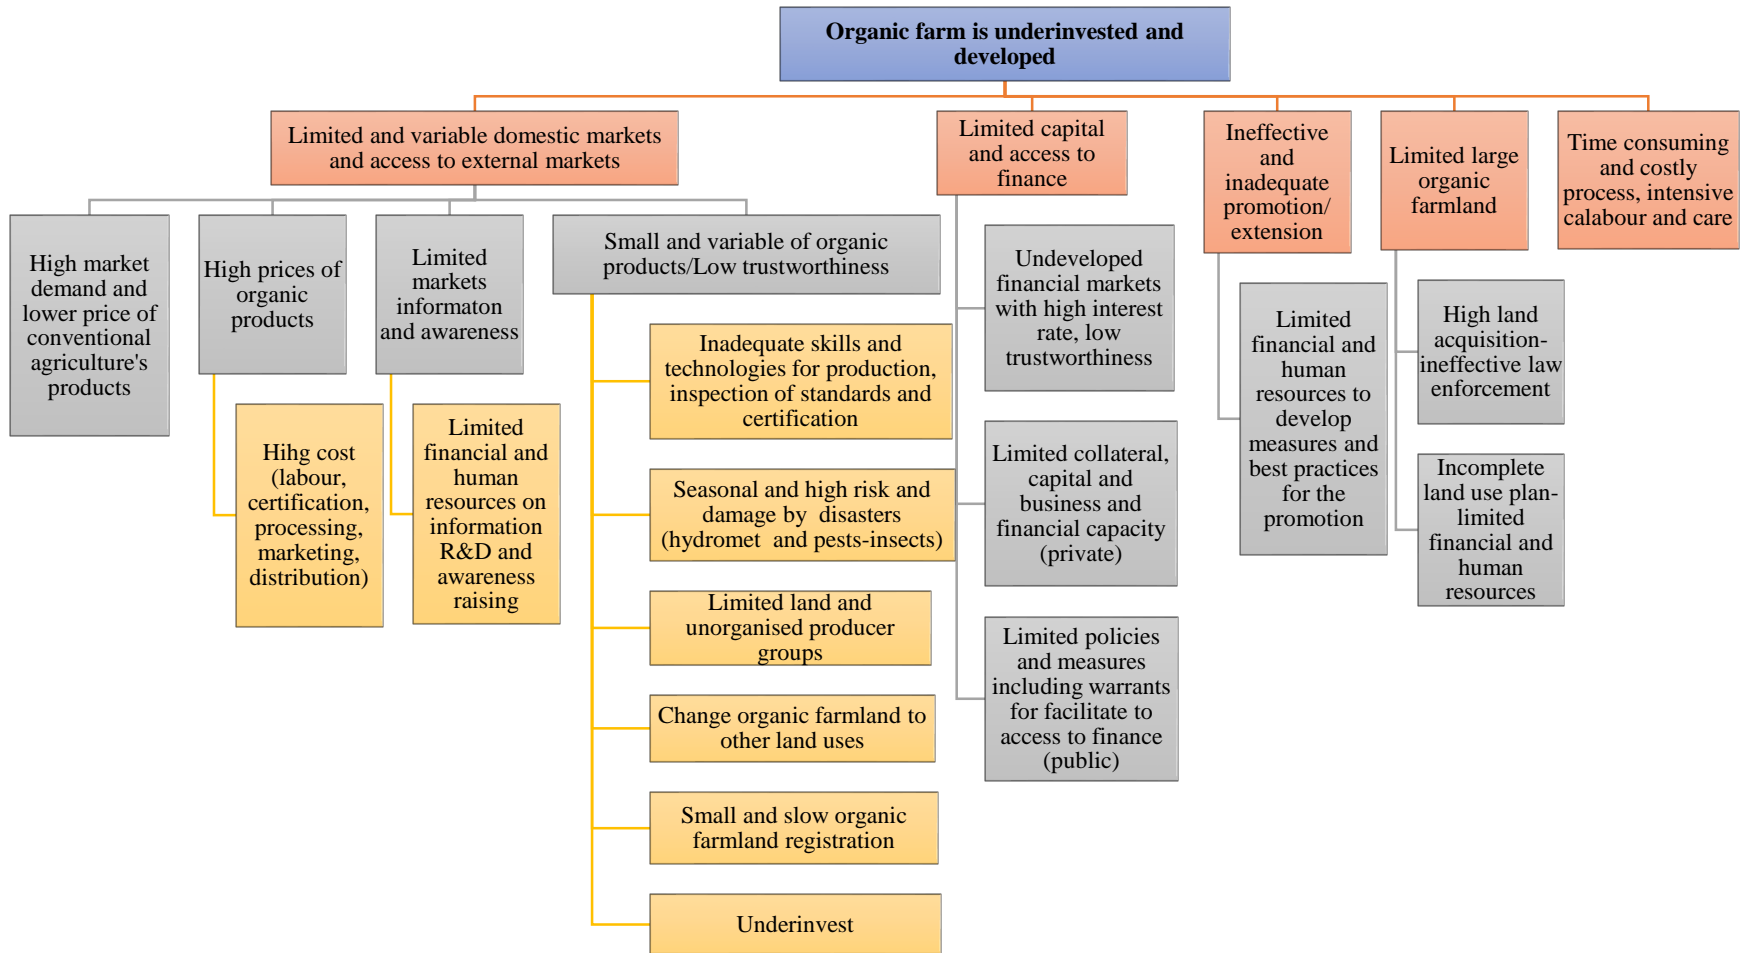 Organic farm is underinvested and
developed
Limited and variable domestic markets
and access to external markets
Limited capital
and access to
finance
Ineffective
and
inadequate
promotion/
extension
Limited large
organic
farmland
Time consuming
and costly
process, intensive
calabour and care
High market
demand and
lower price of
conventional
agriculture's
products
High prices of
organic
products
Limited
markets
informaton
and awareness
Small and variable of organic
products/Low trustworthiness
Hihg cost
(labour,
certification,
processing,
marketing,
distribution)
Limited
financial and
human
resources on
information
R&D and
awareness
raising
Inadequate skills and
technologies for production,
inspection of standards and
certification
Seasonal and high risk and
damage by disasters
(hydromet and pests-insects)
Limited land and
unorganised producer
groups
Change organic farmland to
other land uses
Small and slow organic
farmland registration
Underinvest
Undeveloped
financial markets
with high interest
rate, low
trustworthiness
Limited collateral,
capital and
business and
financial capacity
(private)
Limited policies
and measures
including warrants
for facilitate to
access to finance
(public)
Limited
financial and
human
resources to
develop
measures and
best practices
for the
promotion
High land
acquisition-
ineffective law
enforcement
Incomplete
land use plan-
limited
financial and
human
resources